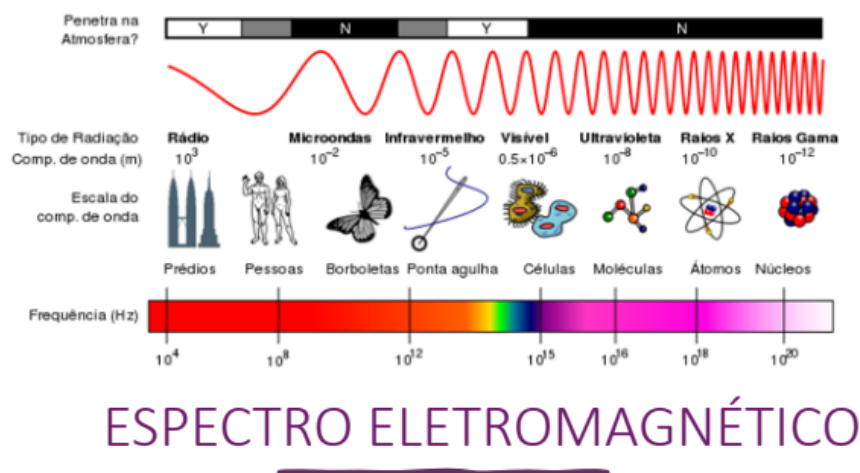 Penetra na
Atmosfera?
Y N Y N
Tipo de Radiação Rádio Microondas Infravermelho Visível Ultravioleta Raios X Raios Gama
Comp. de onda (m) 10³ 10⁻² 10⁻⁵ 0.5×10⁻⁶ 10⁻⁸ 10⁻¹⁰ 10⁻¹²
Escala do
comp. de onda
Prédios Pessoas Borboletas Ponta agulha Células Moléculas Átomos Núcleos
Frequência (Hz)
10⁴ 10⁸ 10¹² 10¹⁵ 10¹⁶ 10¹⁸ 10²⁰
ESPECTRO ELETROMAGNÉTICO